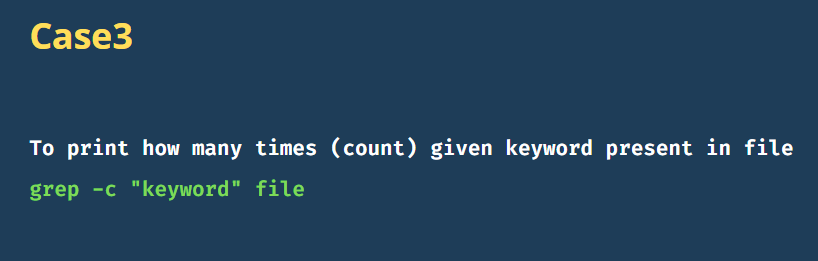 Case3
To print how many times (count) given keyword present in file
grep -c "keyword" file